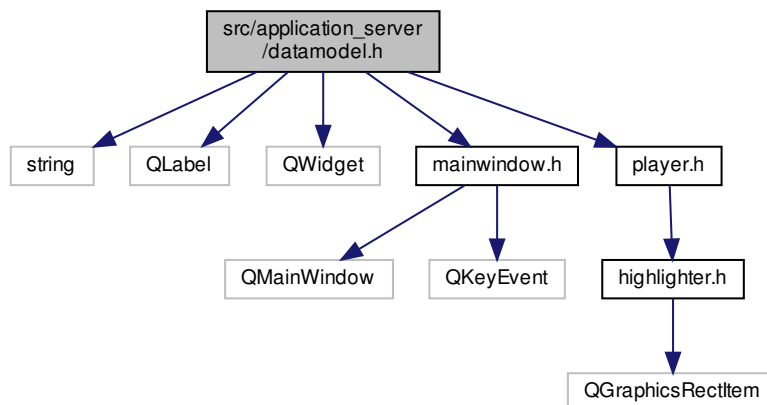 src/application_server
/datamodel.h
string
QLabel
QWidget
mainwindow.h
player.h
QMainWindow
QKeyEvent
highlighter.h
QGraphicsRectItem